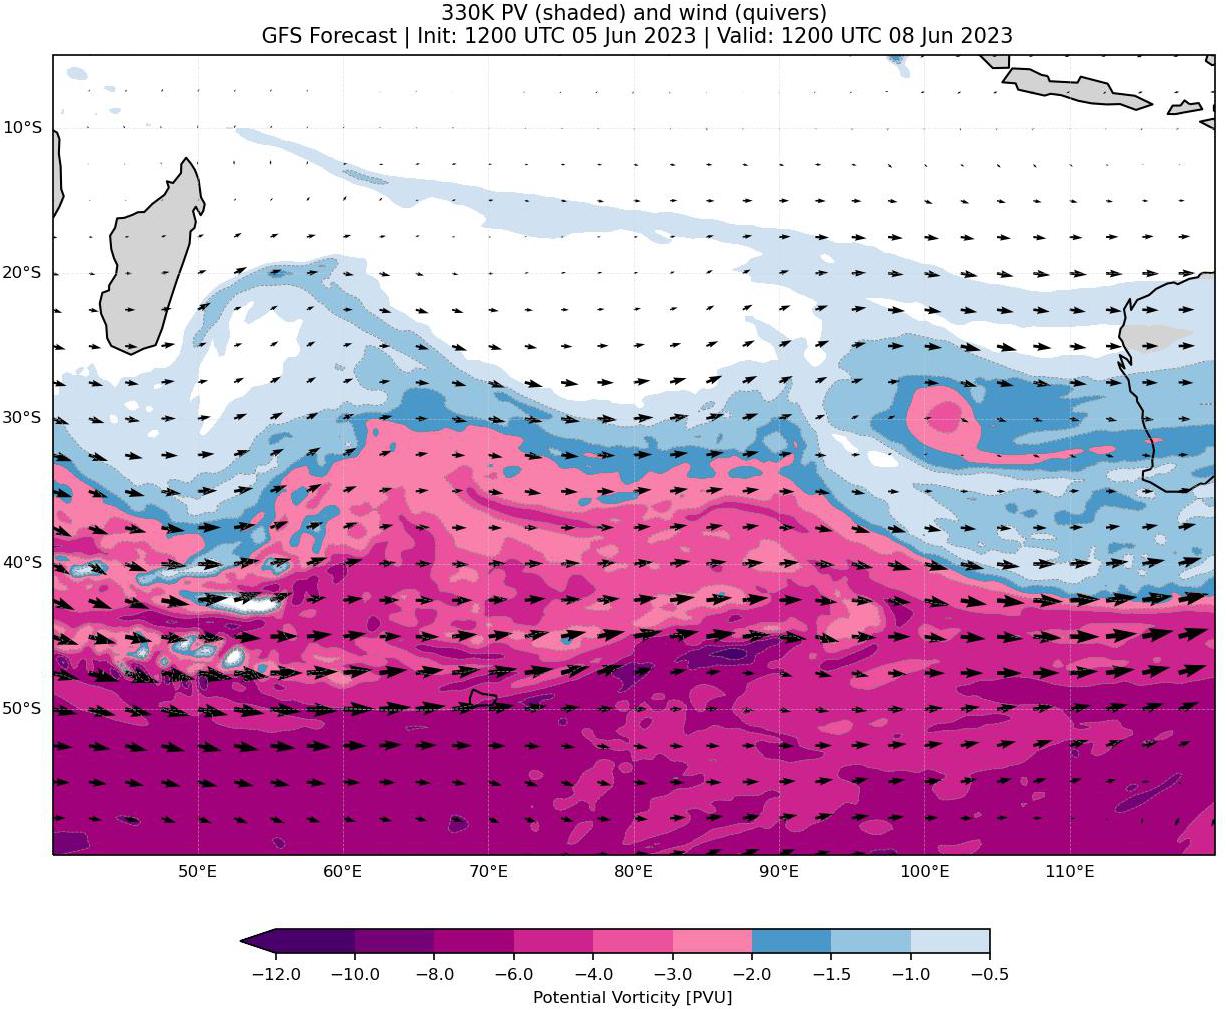 330K PV (shaded) and wind (quivers)
GFS Forecast | Init: 1200 UTC 05 Jun 2023 | Valid: 1200 UTC 08 Jun 2023
10°S
20°S
30°S
40°S
50°S
50°E 60°E 70°E 80°E 90°E 100°E 110°E
−12.0 −10.0 −8.0 −6.0 −4.0 −3.0 −2.0 −1.5 −1.0 −0.5
Potential Vorticity [PVU]